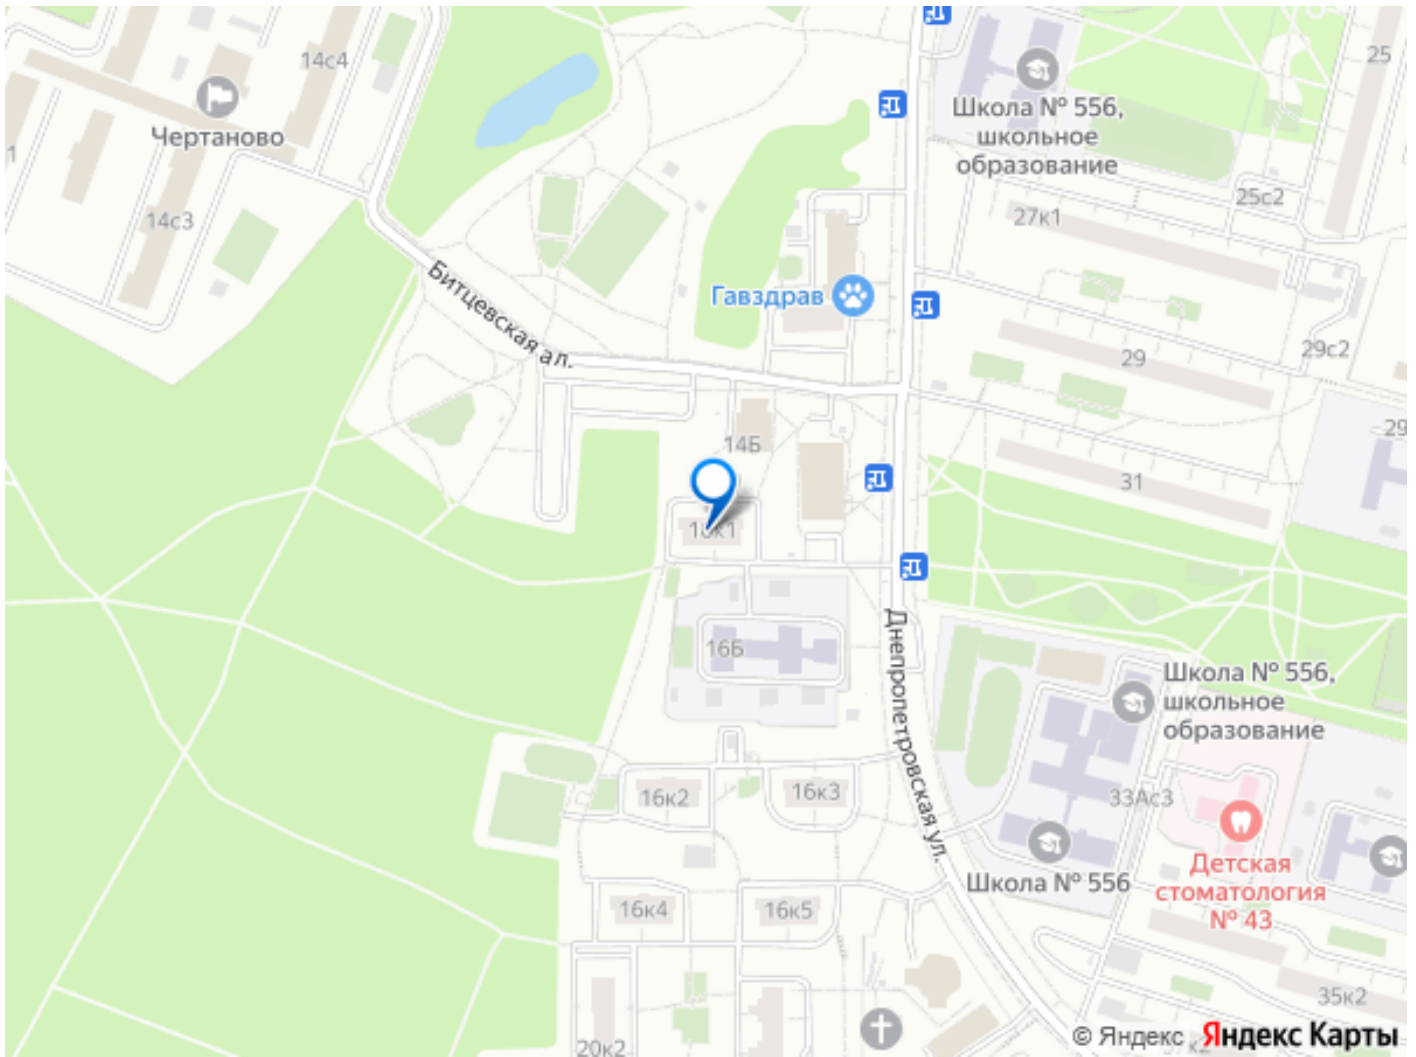 14с4
25
Чертаново
Школа № 556,
школьное
образование
1
14с3
25с2
27к1
Битцевская ал.
Гавздрав
29с2
29
14Б
29
31
16к1
Днепропетровская ул.
16Б
Школа № 556,
школьное
образование
16к2
16к3
33Ас3
Школа № 556
Детская
стоматология
№ 43
16к4
16к5
35к2
20к2
© Яндекс Яндекс Карты